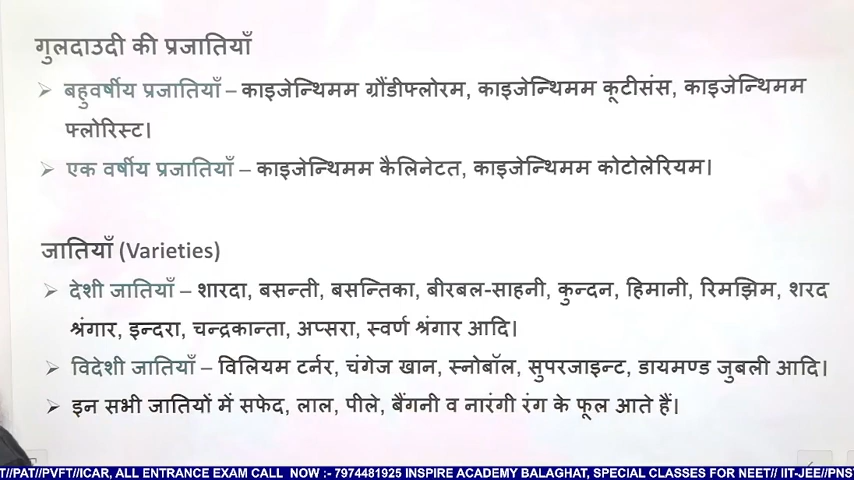 गुलदाउदी की प्रजातियाँ
➢ बहुवर्षीय प्रजातियाँ – काइजेन्थिमम ग्रौंडीफ्लोरम, काइजेन्थिमम कूटीसंस, काइजेन्थिमम
फ्लोरिस्ट।
➢ एक वर्षीय प्रजातियाँ – काइजेन्थिमम कैलिनेटत, काइजेन्थिमम कोटोलेरियम।
जातियाँ (Varieties)
➢ देशी जातियाँ – शारदा, बसन्ती, बसन्तिका, बीरबल-साहनी, कुन्दन, हिमानी, रिमझिम, शरद
श्रंगार, इन्दरा, चन्द्रकान्ता, अप्सरा, स्वर्ण श्रंगार आदि।
➢ विदेशी जातियाँ – विलियम टर्नर, चंगेज खान, स्नोबॉल, सुपरजाइन्ट, डायमण्ड जुबली आदि।
➢ इन सभी जातियों में सफेद, लाल, पीले, बैंगनी व नारंगी रंग के फूल आते हैं।
T//PAT//PVFT//ICAR, ALL ENTRANCE EXAM CALL NOW :- 7974481925 INSPIRE ACADEMY BALAGHAT, SPECIAL CLASSES FOR NEET// IIT-JEE//PNS